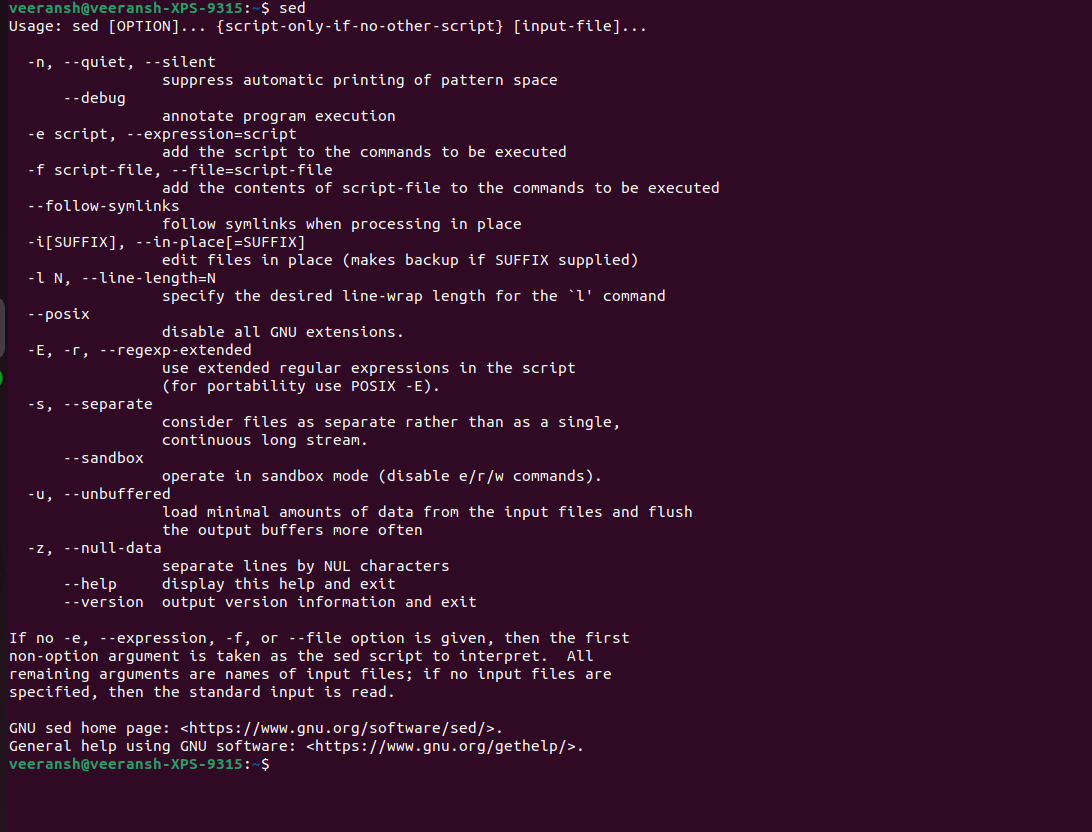 veeransh@veeransh-XPS-9315:~$ sed
Usage: sed [OPTION]... {script-only-if-no-other-script} [input-file]...

  -n, --quiet, --silent
                 suppress automatic printing of pattern space
      --debug
                 annotate program execution
  -e script, --expression=script
                 add the script to the commands to be executed
  -f script-file, --file=script-file
                 add the contents of script-file to the commands to be executed
  --follow-symlinks
                 follow symlinks when processing in place
  -i[SUFFIX], --in-place[=SUFFIX]
                 edit files in place (makes backup if SUFFIX supplied)
  -l N, --line-length=N
                 specify the desired line-wrap length for the `l' command
  --posix
                 disable all GNU extensions.
  -E, -r, --regexp-extended
                 use extended regular expressions in the script
                 (for portability use POSIX -E).
  -s, --separate
                 consider files as separate rather than as a single,
                 continuous long stream.
      --sandbox
                 operate in sandbox mode (disable e/r/w commands).
  -u, --unbuffered
                 load minimal amounts of data from the input files and flush
                 the output buffers more often
  -z, --null-data
                 separate lines by NUL characters
      --help     display this help and exit
      --version  output version information and exit

If no -e, --expression, -f, or --file option is given, then the first
non-option argument is taken as the sed script to interpret.  All
remaining arguments are names of input files; if no input files are
specified, then the standard input is read.

GNU sed home page: <https://www.gnu.org/software/sed/>.
General help using GNU software: <https://www.gnu.org/gethelp/>.
veeransh@veeransh-XPS-9315:~$